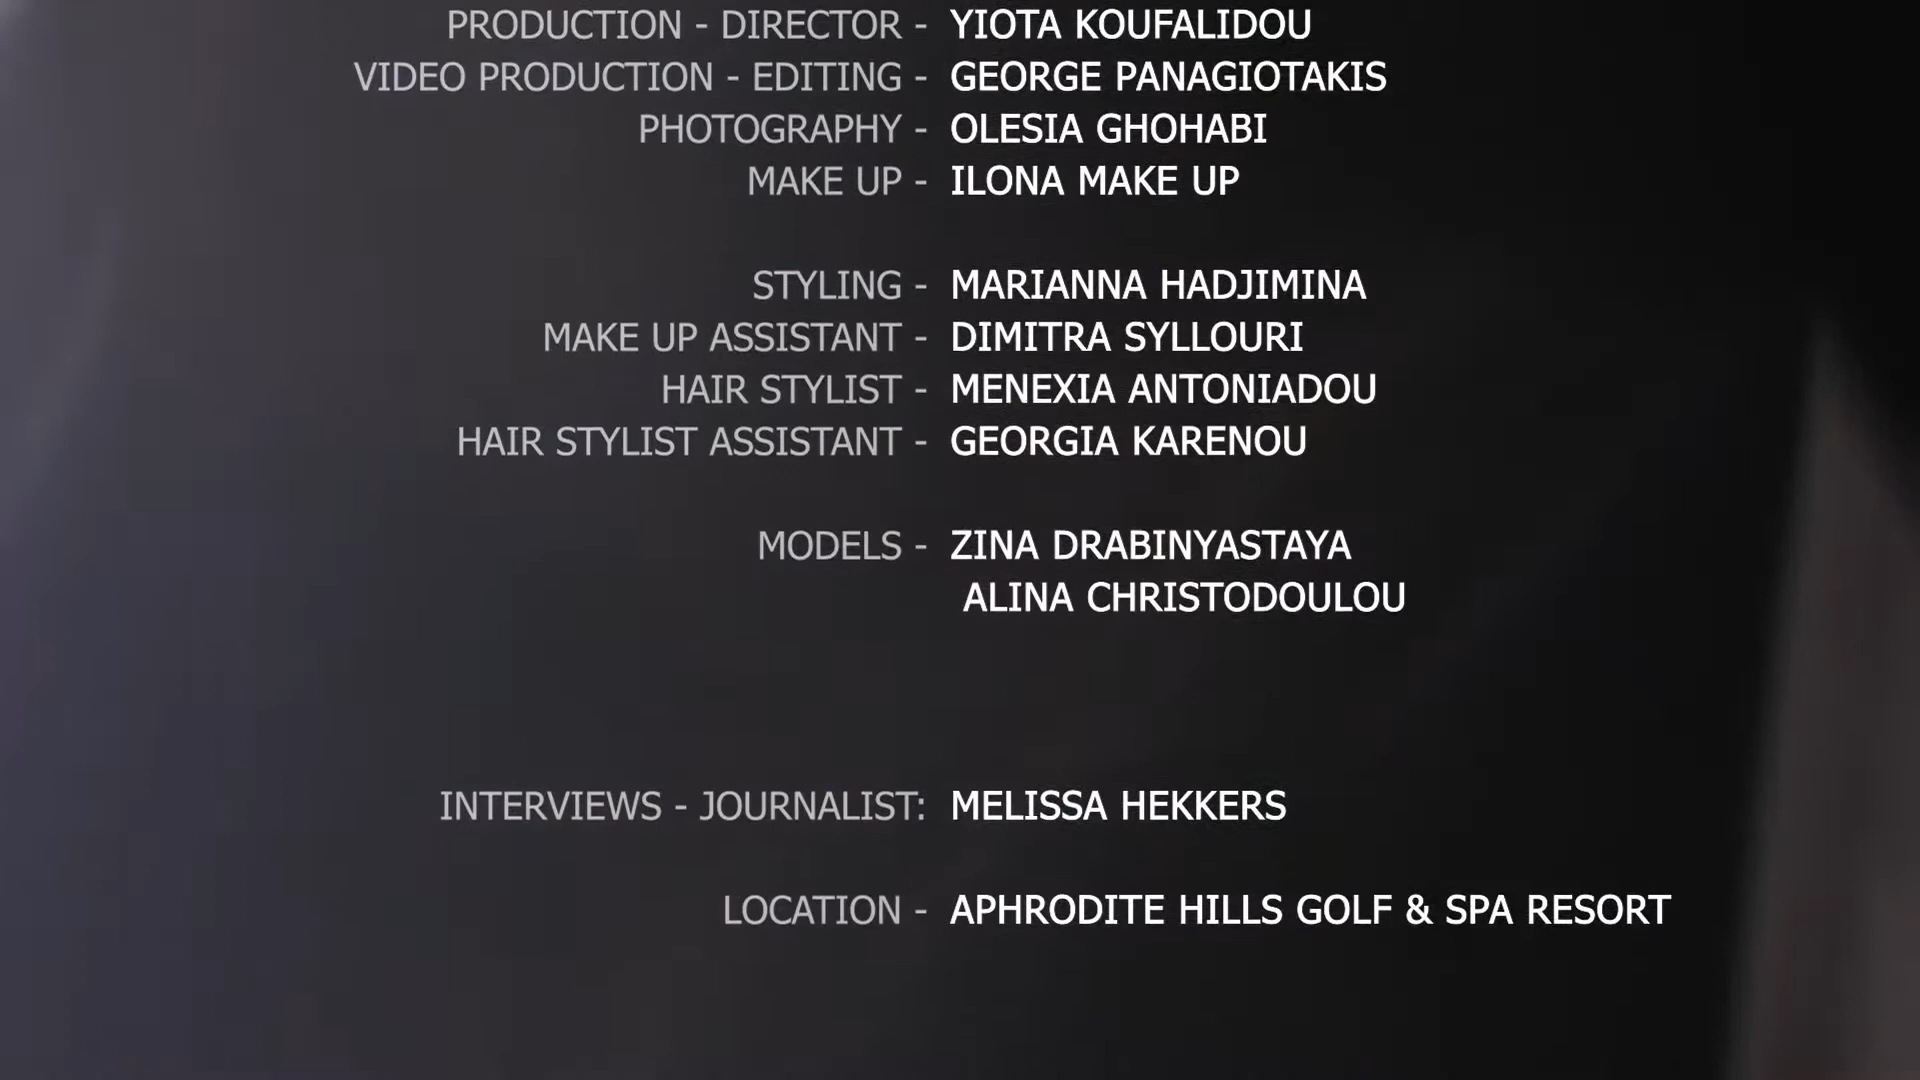 PRODUCTION - DIRECTOR - YIOTA KOUFALIDOU
VIDEO PRODUCTION - EDITING - GEORGE PANAGIOTAKIS
PHOTOGRAPHY - OLESIA GHOHABI
MAKE UP - ILONA MAKE UP
STYLING - MARIANNA HADJIMINA
MAKE UP ASSISTANT - DIMITRA SYLLOURI
HAIR STYLIST - MENEXIA ANTONIADOU
HAIR STYLIST ASSISTANT - GEORGIA KARENOU
MODELS - ZINA DRABINYASTAYA
ALINA CHRISTODOULOU
INTERVIEWS - JOURNALIST: MELISSA HEKKERS
LOCATION - APHRODITE HILLS GOLF & SPA RESORT